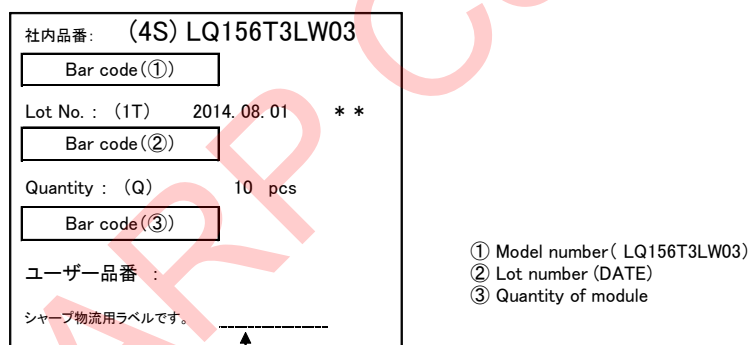 社内品番: (4S) LQ156T3LW03
Bar code(①)
Lot No. : (1T) 2014.08.01 * *
Bar code(②)
Quantity : (Q) 10 pcs
Bar code(③)
ユーザー品番 :
シャープ物流用ラベルです。
① Model number( LQ156T3LW03)
② Lot number (DATE)
③ Quantity of module
ARP C